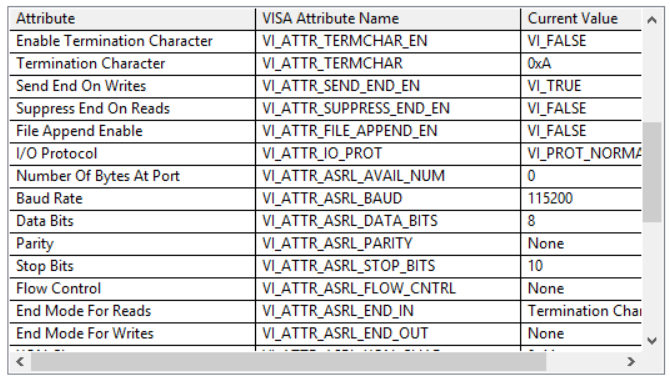 Attribute VISA Attribute Name Current Value
Enable Termination Character VI_ATTR_TERMCHAR_EN VI_FALSE
Termination Character VI_ATTR_TERMCHAR 0xA
Send End On Writes VI_ATTR_SEND_END_EN VI_TRUE
Suppress End On Reads VI_ATTR_SUPPRESS_END_EN VI_FALSE
File Append Enable VI_ATTR_FILE_APPEND_EN VI_FALSE
I/O Protocol VI_ATTR_IO_PROT VI_PROT_NORMA
Number Of Bytes At Port VI_ATTR_ASRL_AVAIL_NUM 0
Baud Rate VI_ATTR_ASRL_BAUD 115200
Data Bits VI_ATTR_ASRL_DATA_BITS 8
Parity VI_ATTR_ASRL_PARITY None
Stop Bits VI_ATTR_ASRL_STOP_BITS 10
Flow Control VI_ATTR_ASRL_FLOW_CNTRL None
End Mode For Reads VI_ATTR_ASRL_END_IN Termination Char
End Mode For Writes VI_ATTR_ASRL_END_OUT None